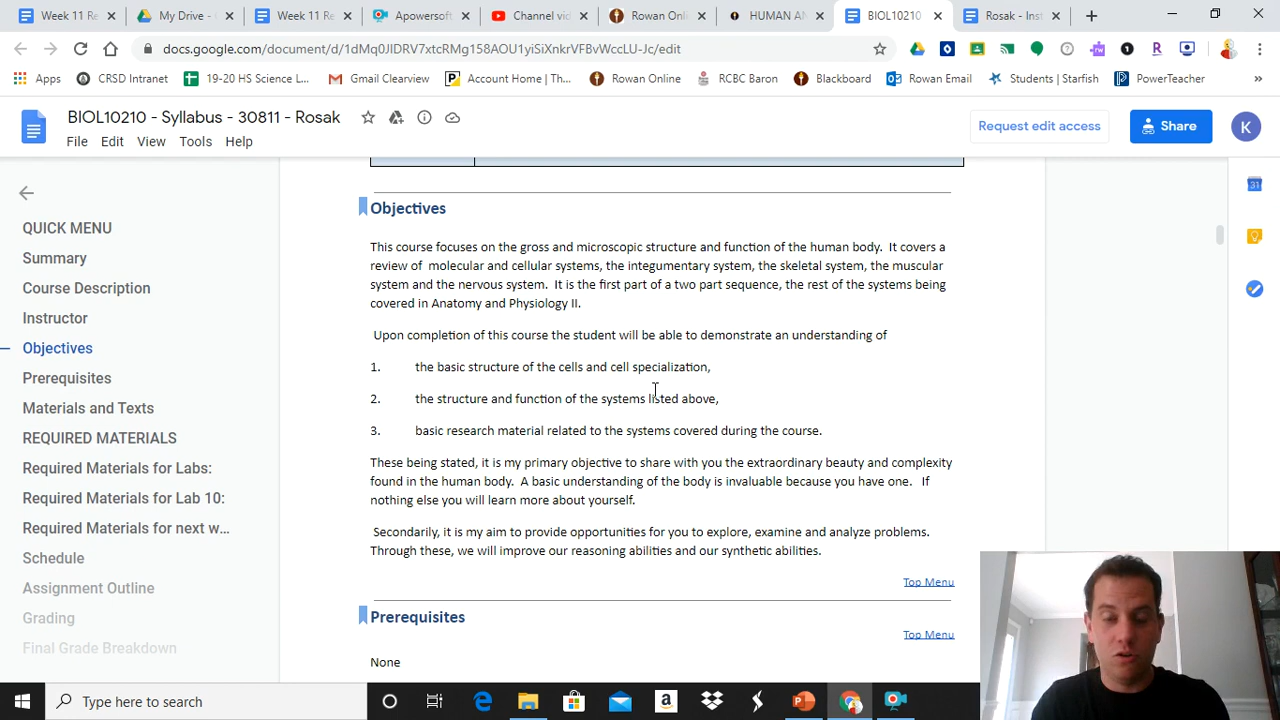 Week 11 Re
My Drive - 
Week 11 Re
Apowersoft
Channel vid
Rowan Onli
HUMAN AN
BIOL10210
Rosak - Inst
docs.google.com/document/d/1dMq0JIDRV7xtcRMg158AOU1yiSiXnkrVFBvWccLU-Jc/edit
Apps
CRSD Intranet
19-20 HS Science L...
Gmail Clearview
Account Home | Th...
Rowan Online
RCBC Baron
Blackboard
Rowan Email
Students | Starfish
PowerTeacher
»
BIOL10210 - Syllabus - 30811 - Rosak
File Edit View Tools Help
Request edit access
Share
K
QUICK MENU
Summary
Course Description
Instructor
Objectives
Prerequisites
Materials and Texts
REQUIRED MATERIALS
Required Materials for Labs:
Required Materials for Lab 10:
Required Materials for next w...
Schedule
Assignment Outline
Grading
Final Grade Breakdown
Objectives
This course focuses on the gross and microscopic structure and function of the human body. It covers a
review of molecular and cellular systems, the integumentary system, the skeletal system, the muscular
system and the nervous system. It is the first part of a two part sequence, the rest of the systems being
covered in Anatomy and Physiology II.
Upon completion of this course the student will be able to demonstrate an understanding of
1. the basic structure of the cells and cell specialization,
2. the structure and function of the systems listed above,
3. basic research material related to the systems covered during the course.
These being stated, it is my primary objective to share with you the extraordinary beauty and complexity
found in the human body. A basic understanding of the body is invaluable because you have one. If
nothing else you will learn more about yourself.
Secondarily, it is my aim to provide opportunities for you to explore, examine and analyze problems.
Through these, we will improve our reasoning abilities and our synthetic abilities.
Top Menu
Prerequisites
Top Menu
None
31
Type here to search